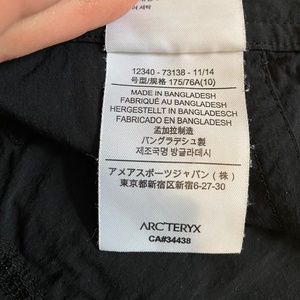 12340 - 73138 - 11/14
号型/规格 175/76A(10)
MADE IN BANGLADESH
FABRIQUÉ AU BANGLADESH
HERGESTELLT IN BANGLADESCH
FABRICADO EN BANGLADESH
孟加拉制造
バングラデシュ製
제조국명 방글라데시
アメアスポーツジャパン(株)
東京都新宿区新宿6-27-30
ARC'TERYX
CA#34438